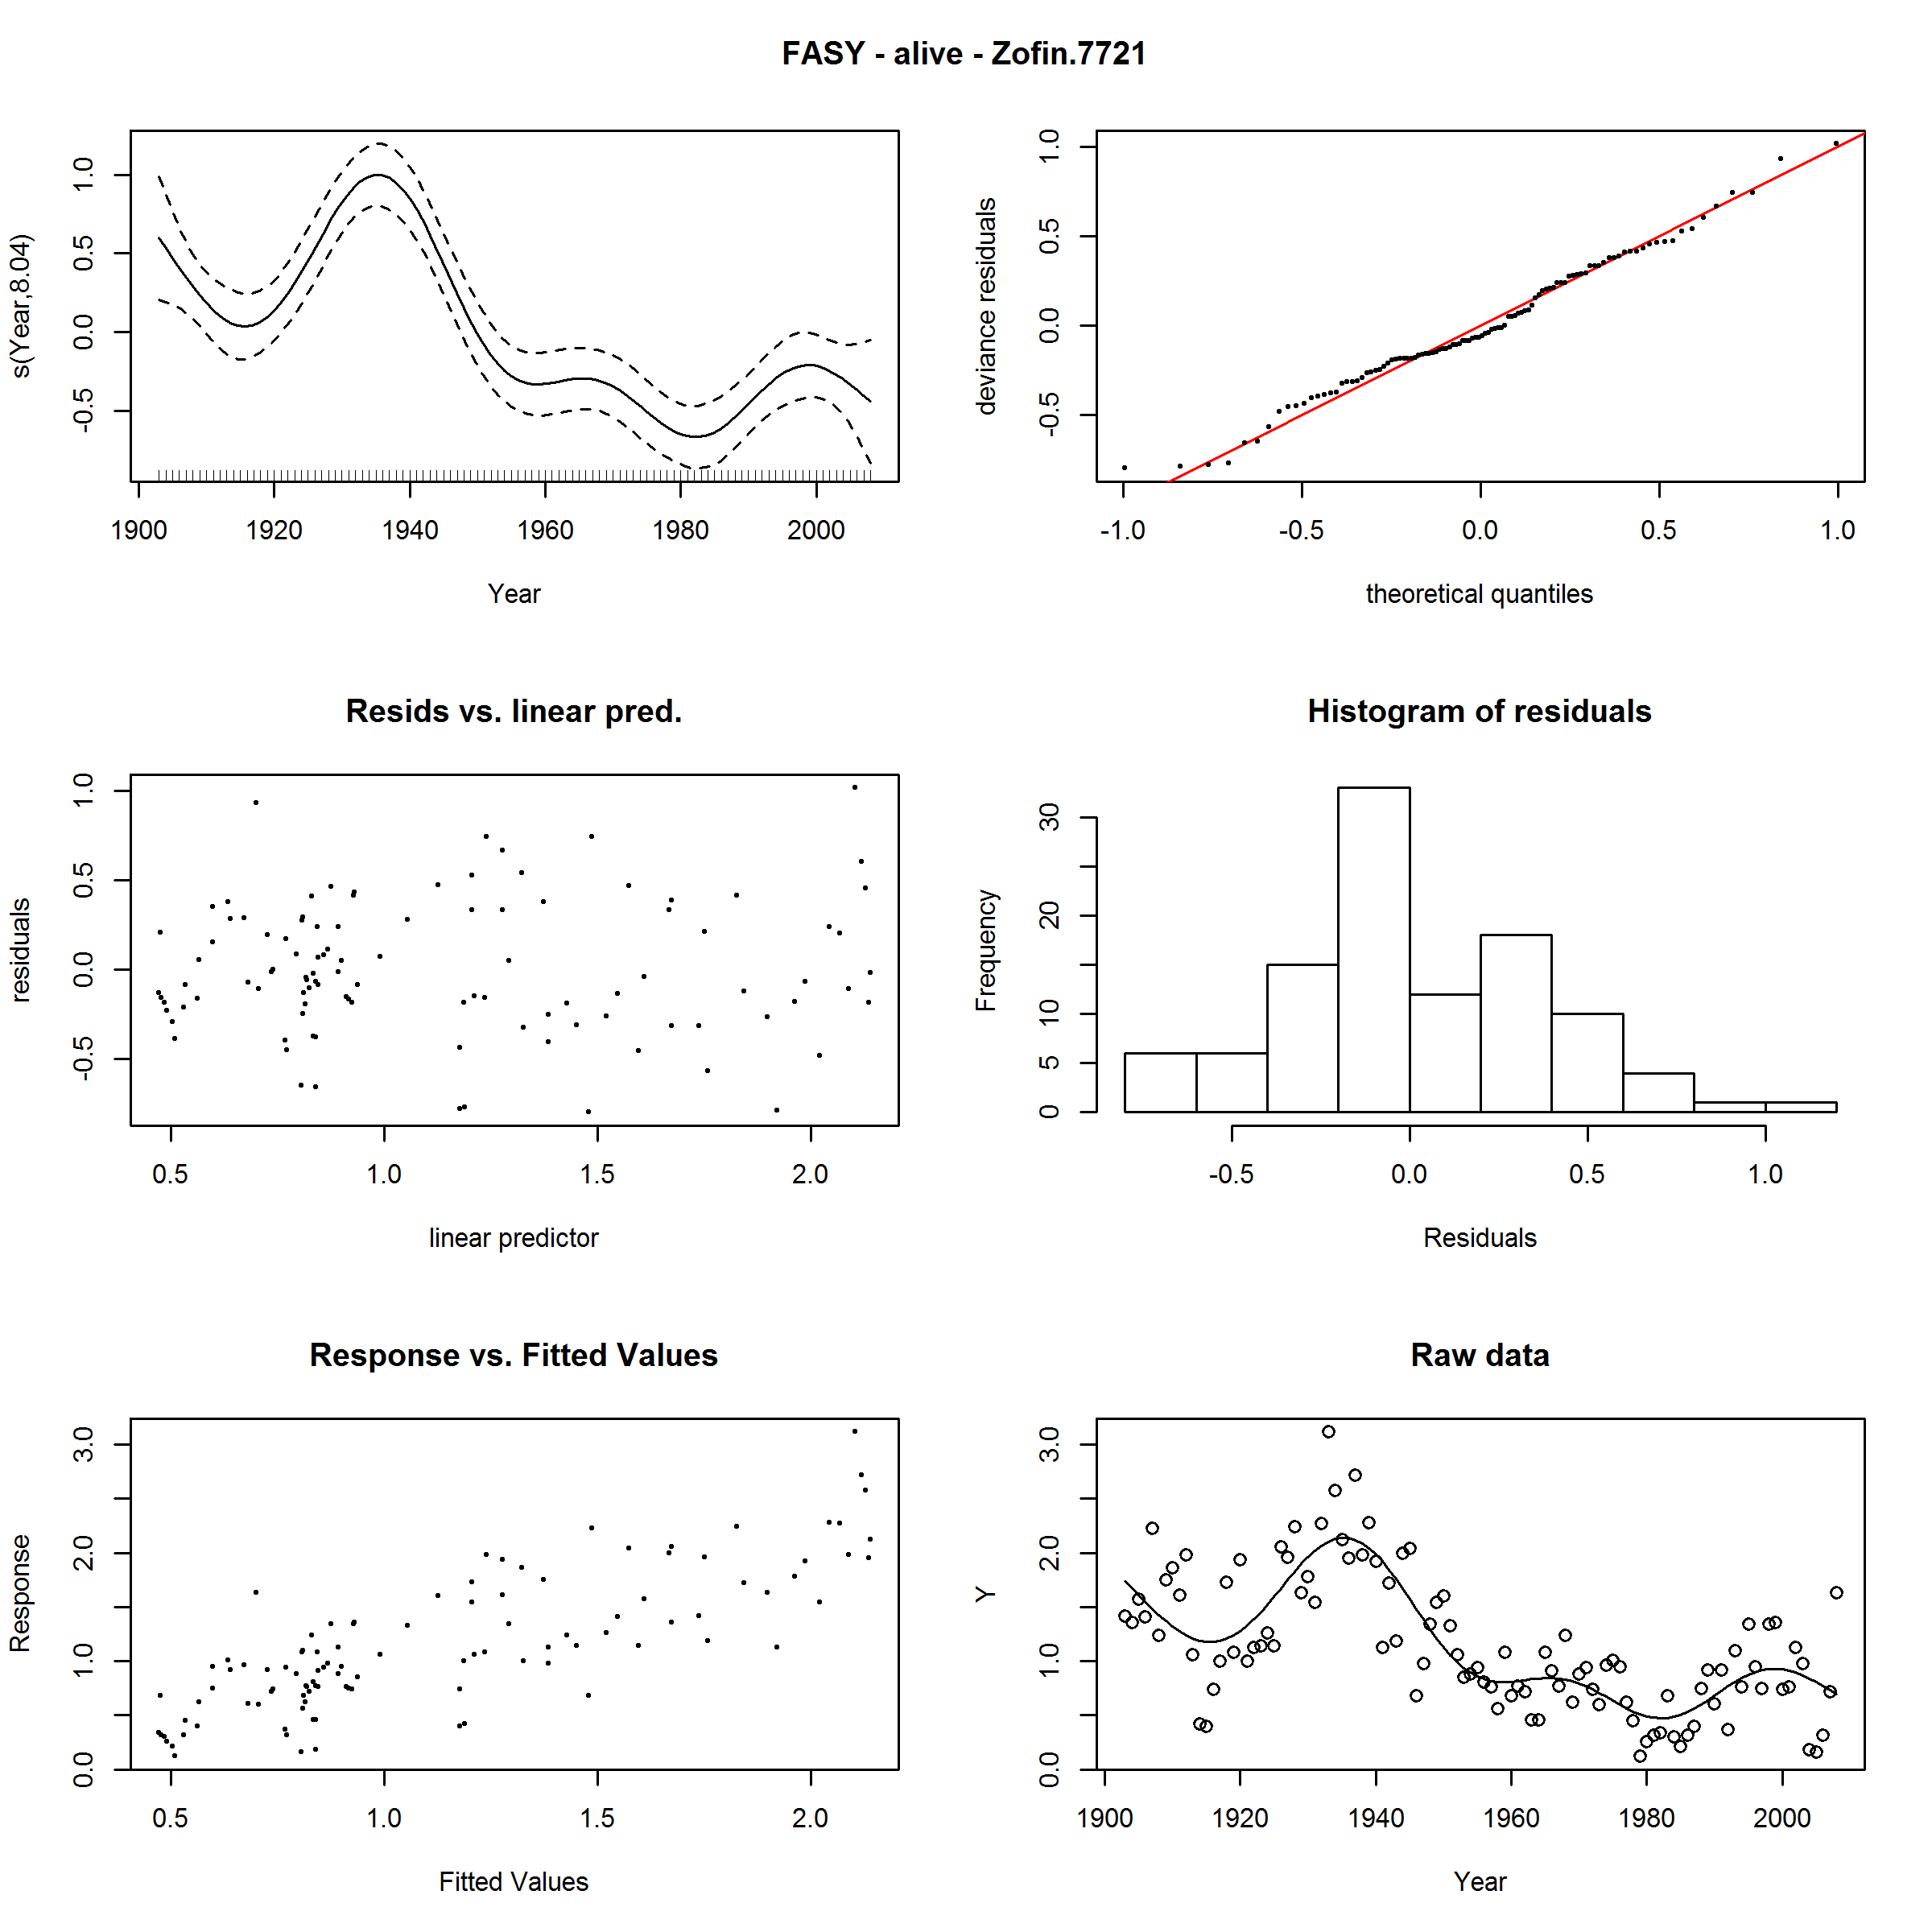 FASY - alive - Zofin.7721
s(Year,8.04)
1.0
0.5
0.0
-0.5
1900 1920 1940 1960 1980 2000
Year
deviance residuals
1.0
0.5
0.0
-0.5
-1.0 -0.5 0.0 0.5 1.0
theoretical quantiles
Resids vs. linear pred.
residuals
1.0
0.5
0.0
-0.5
0.5 1.0 1.5 2.0
linear predictor
Histogram of residuals
Frequency
30
20
10
5
0
-0.5 0.0 0.5 1.0
Residuals
Response vs. Fitted Values
Response
3.0
2.0
1.0
0.0
0.5 1.0 1.5 2.0
Fitted Values
Raw data
Y
3.0
2.0
1.0
0.0
1900 1920 1940 1960 1980 2000
Year